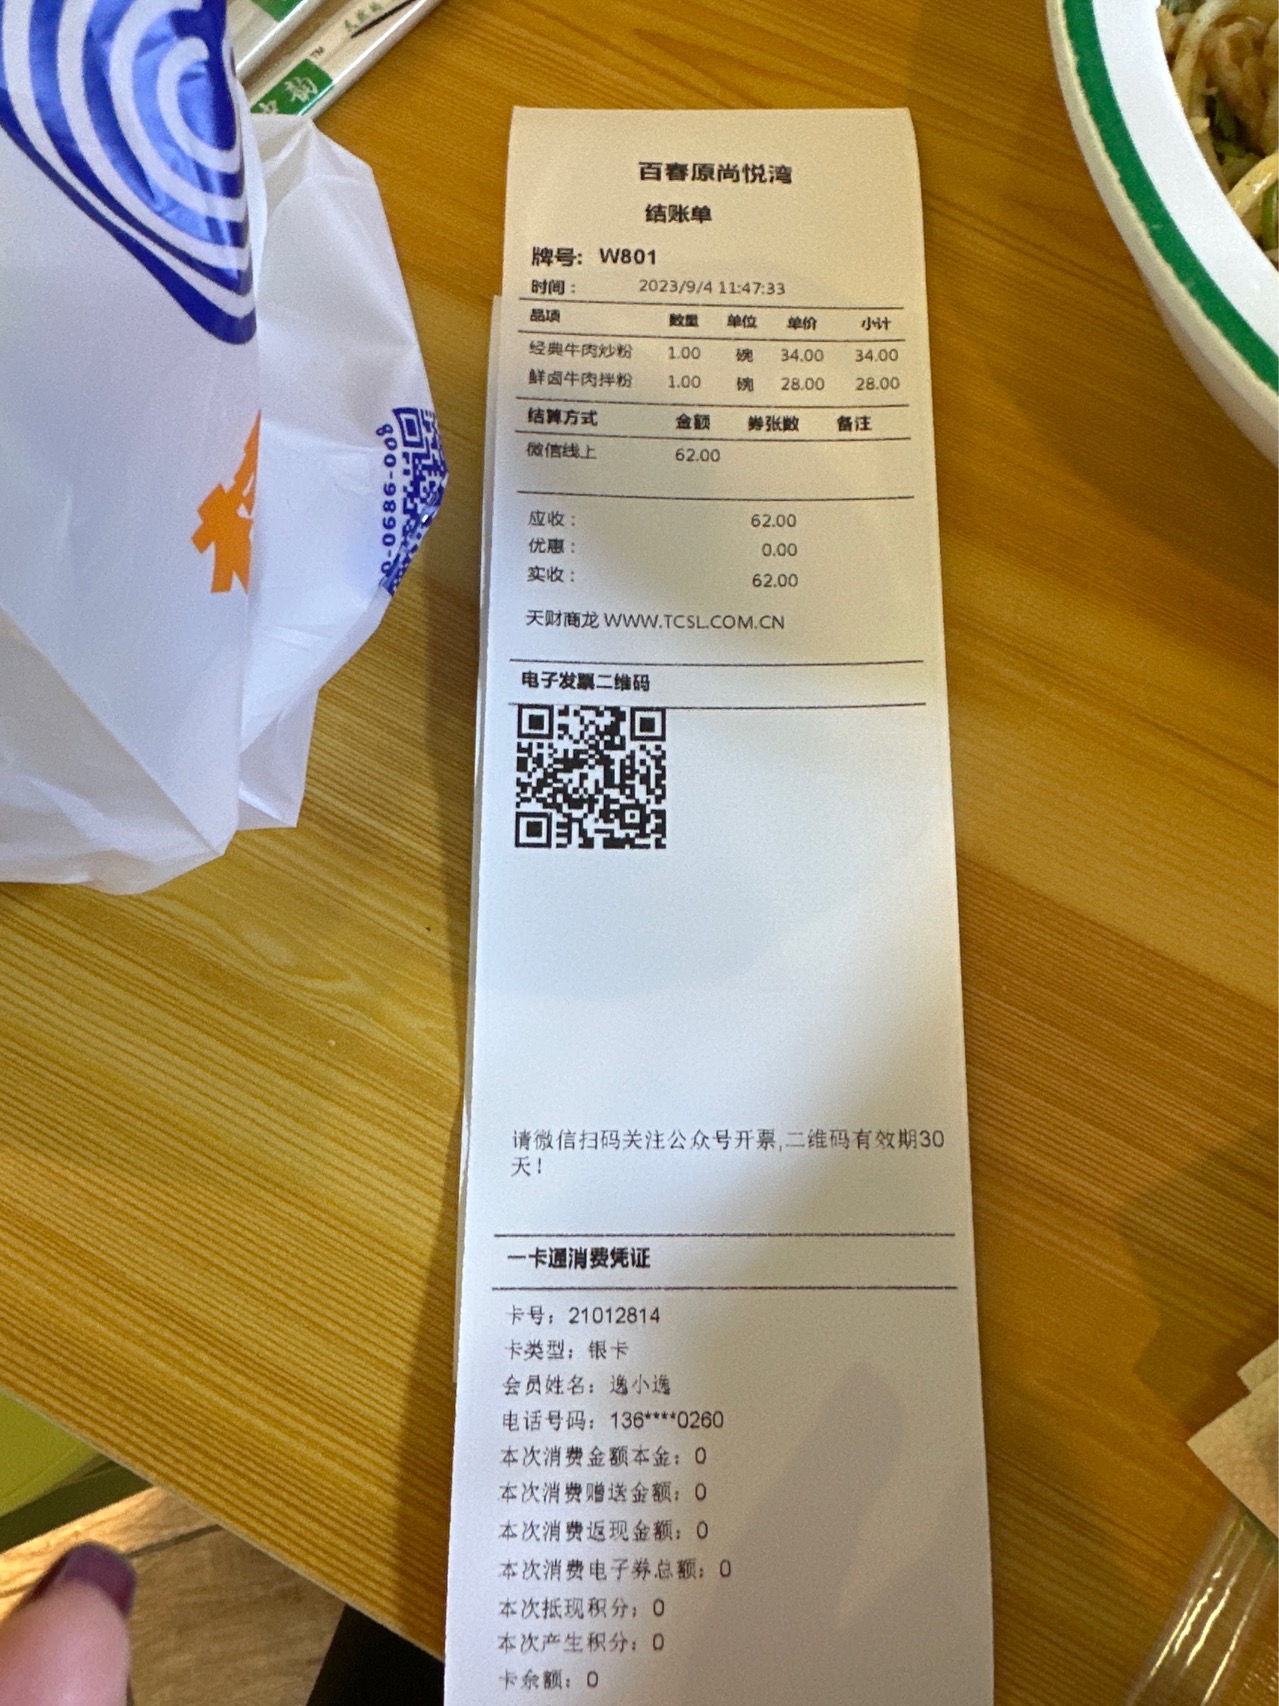 百春原尚悦湾
结账单
牌号: W801
时间: 2023/9/4 11:47:33
品项 数量 单位 单价 小计
经典牛肉炒粉 1.00 碗 34.00 34.00
鲜卤牛肉拌粉 1.00 碗 28.00 28.00
结算方式 金额 券张数 备注
微信线上 62.00
应收: 62.00
优惠: 0.00
实收: 62.00
天财商龙 WWW.TCSL.COM.CN
电子发票二维码
请微信扫码关注公众号开票,二维码有效期30
天!
一卡通消费凭证
卡号: 21012814
卡类型: 银卡
会员姓名: 逸小逸
电话号码: 136****0260
本次消费金额本金: 0
本次消费赠送金额: 0
本次消费返现金额: 0
本次消费电子券总额: 0
本次抵现积分: 0
本次产生积分: 0
卡余额: 0
0-0686-008
韵™